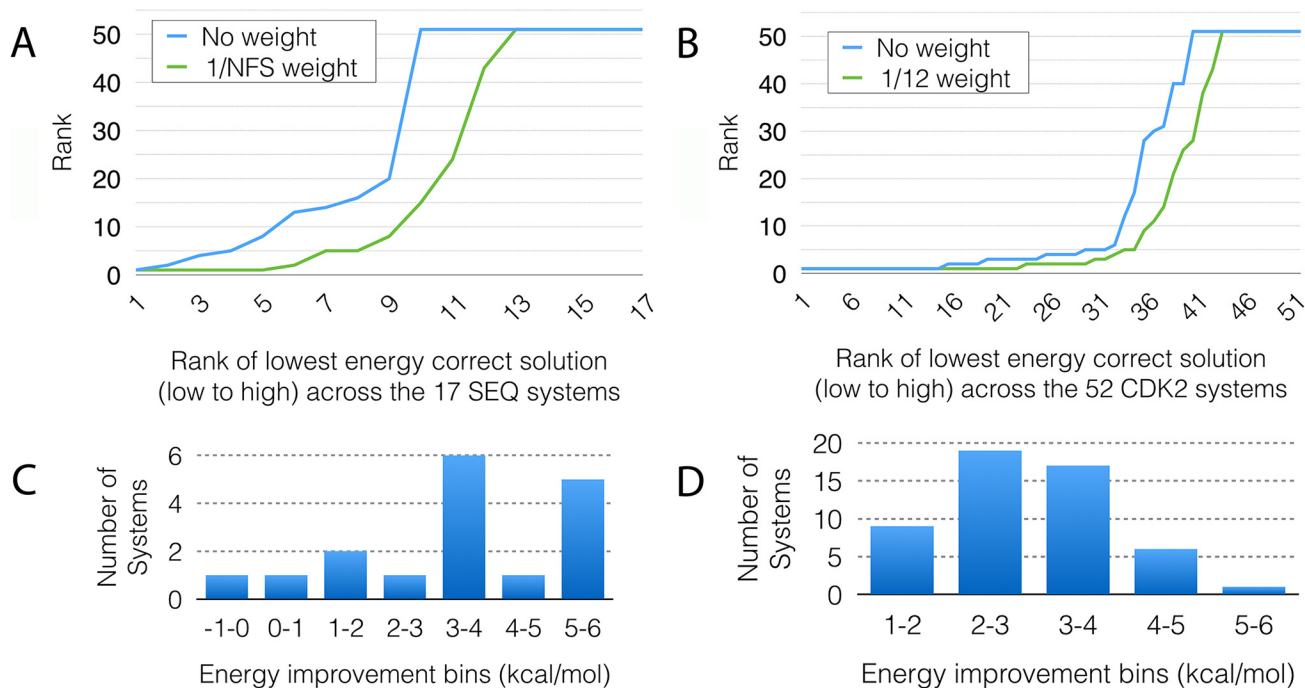 A
50
40
30
20
10
0
Rank
No weight
1/NFS weight
1 3 5 7 9 11 13 15 17
Rank of lowest energy correct solution
(low to high) across the 17 SEQ systems
B
50
40
30
20
10
0
Rank
No weight
1/12 weight
1 6 11 16 21 26 31 36 41 46 51
Rank of lowest energy correct solution
(low to high) across the 52 CDK2 systems
C
Number of
Systems
6
4
2
0
-1-0 0-1 1-2 2-3 3-4 4-5 5-6
Energy improvement bins (kcal/mol)
D
Number of
Systems
20
15
10
5
0
1-2 2-3 3-4 4-5 5-6
Energy improvement bins (kcal/mol)